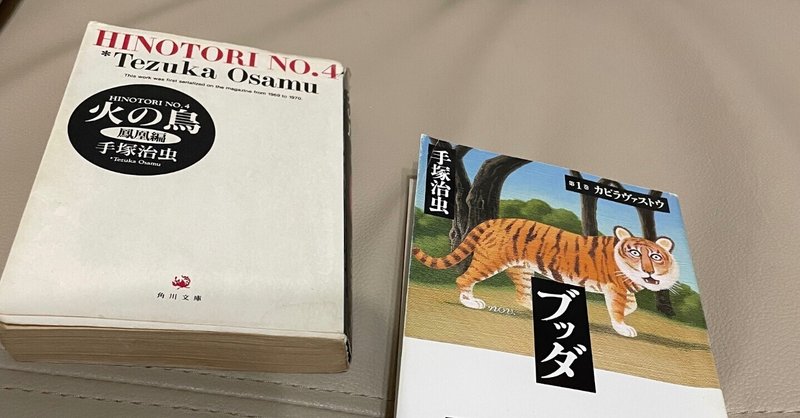 HINOTORI NO.4
*Tezuka Osamu
This work was first serialized on the magazine from 1969 to 1970.
HINOTORI NO.4
火の鳥
鳳凰編
手塚治虫
*Tezuka Osamu
角川文庫
手塚治虫
第1巻 カピラヴァストウ
ブッダ